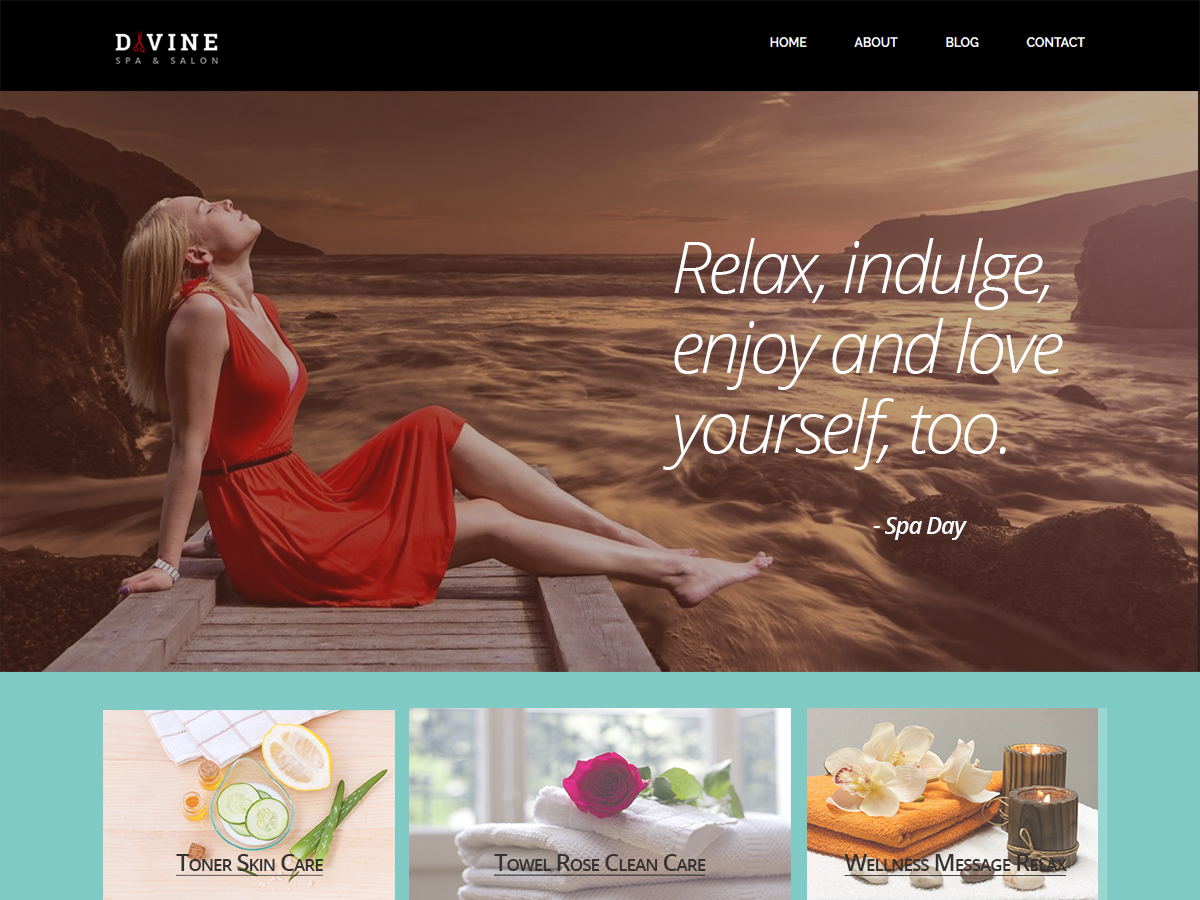 DIVINE
SPA & SALON
HOME ABOUT BLOG CONTACT
Relax, indulge,
enjoy and love
yourself, too.
- Spa Day
Toner Skin Care
Towel Rose Clean Care
Wellness Message Relax